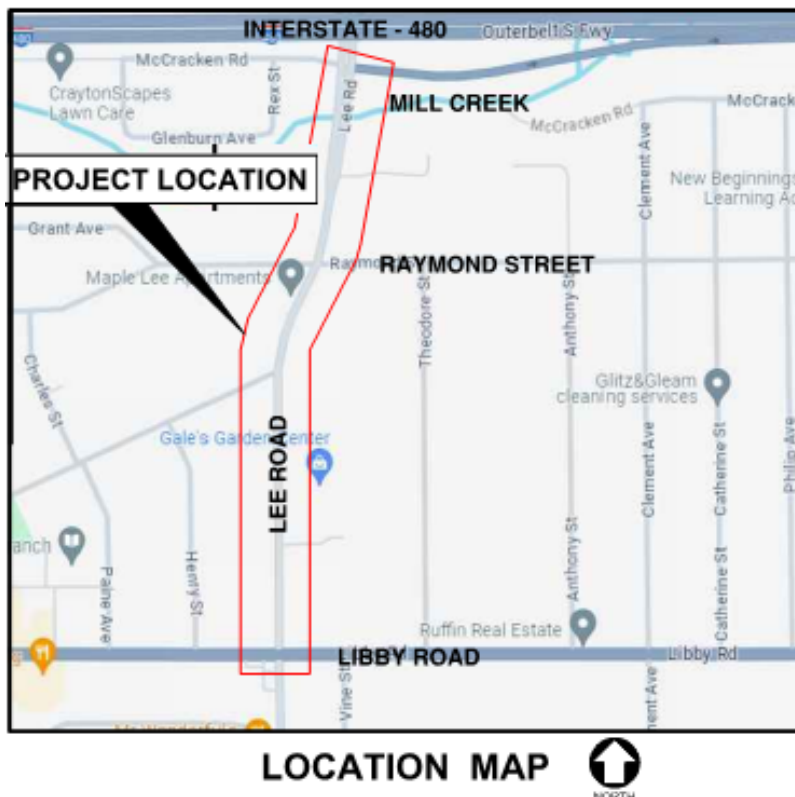 INTERSTATE - 480
Outerbelt S Fwy
480
McCracken Rd
CraytonScapes
Lawn Care
Rex St
Lee Rd
MILL CREEK
McCracken Rd
McCrack
Glenburn Ave
Clement Ave
New Beginnings
Learning Ac
PROJECT LOCATION
Grant Ave
Maple Lee Apartments
RAYMOND STREET
Theodore St
Anthony St
Charles St
Glitz&Gleam
cleaning services
Gale's Garden Center
LEE ROAD
Clement Ave
Catherine St
Philip Ave
anch
Paine Ave
Henry St
Anthony St
Catherine St
Ruffin Real Estate
LIBBY ROAD
Libby Rd
Vine St
ment Ave
LOCATION MAP
NORTH